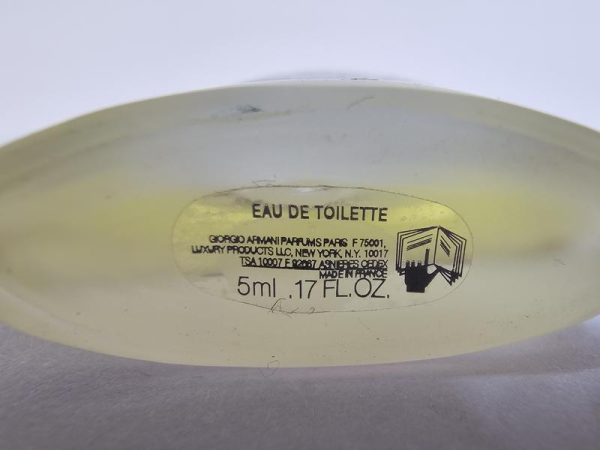 EAU DE TOILETTE
GIORGIO ARMANI PARFUMS PARIS F 75001,
LUXURY PRODUCTS LLC, NEW YORK, N.Y. 10017
TSA 10007 F 92667 ASNIERES CEDEX
MADE IN FRANCE
5ml .17 FL.OZ.